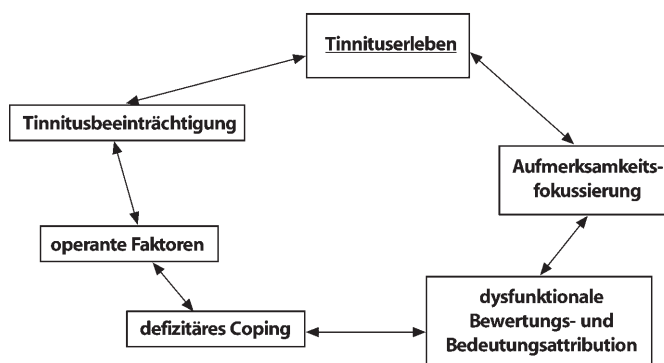 Tinnituserleben
Tinnitusbeeinträchtigung
Aufmerksamkeits-
fokussierung
operante Faktoren
dysfunktionale
Bewertungs- und
Bedeutungsattribution
defizitäres Coping